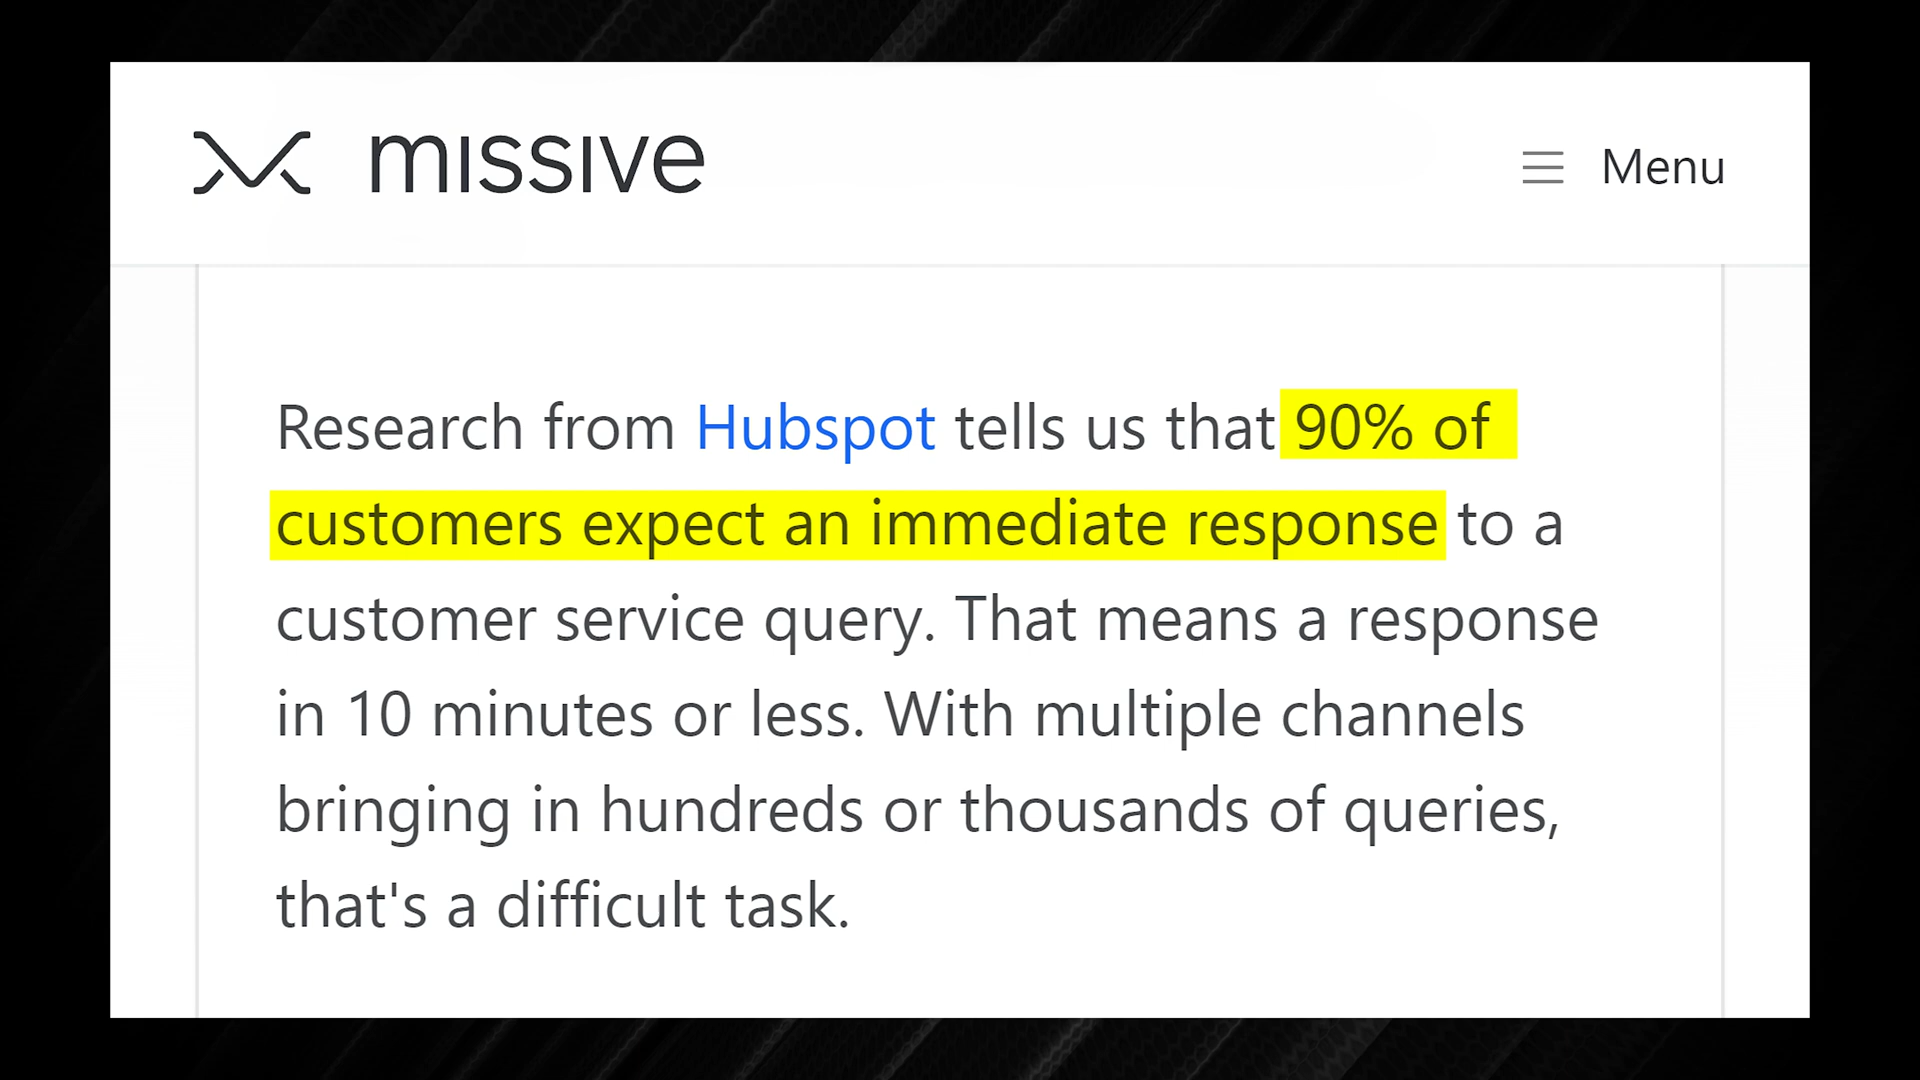 missive
Menu
Research from Hubspot tells us that 90% of
customers expect an immediate response to a
customer service query. That means a response
in 10 minutes or less. With multiple channels
bringing in hundreds or thousands of queries,
that's a difficult task.